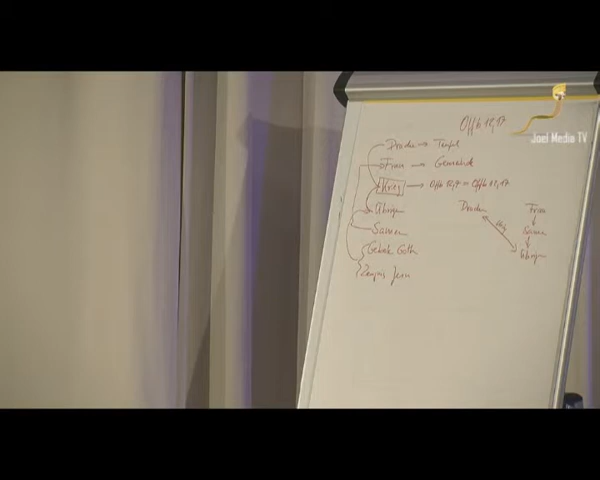 Offb 12,17
Joel Media TV
Drache → Teufel
Frau → Gemeinde
Krieg → Offb 12,7 = Offb 12,17
Übrigen
Samen
Gebote Gottes
Zeugnis Jesu
Drachen
Krieg
Frau
Samen
Übrigen